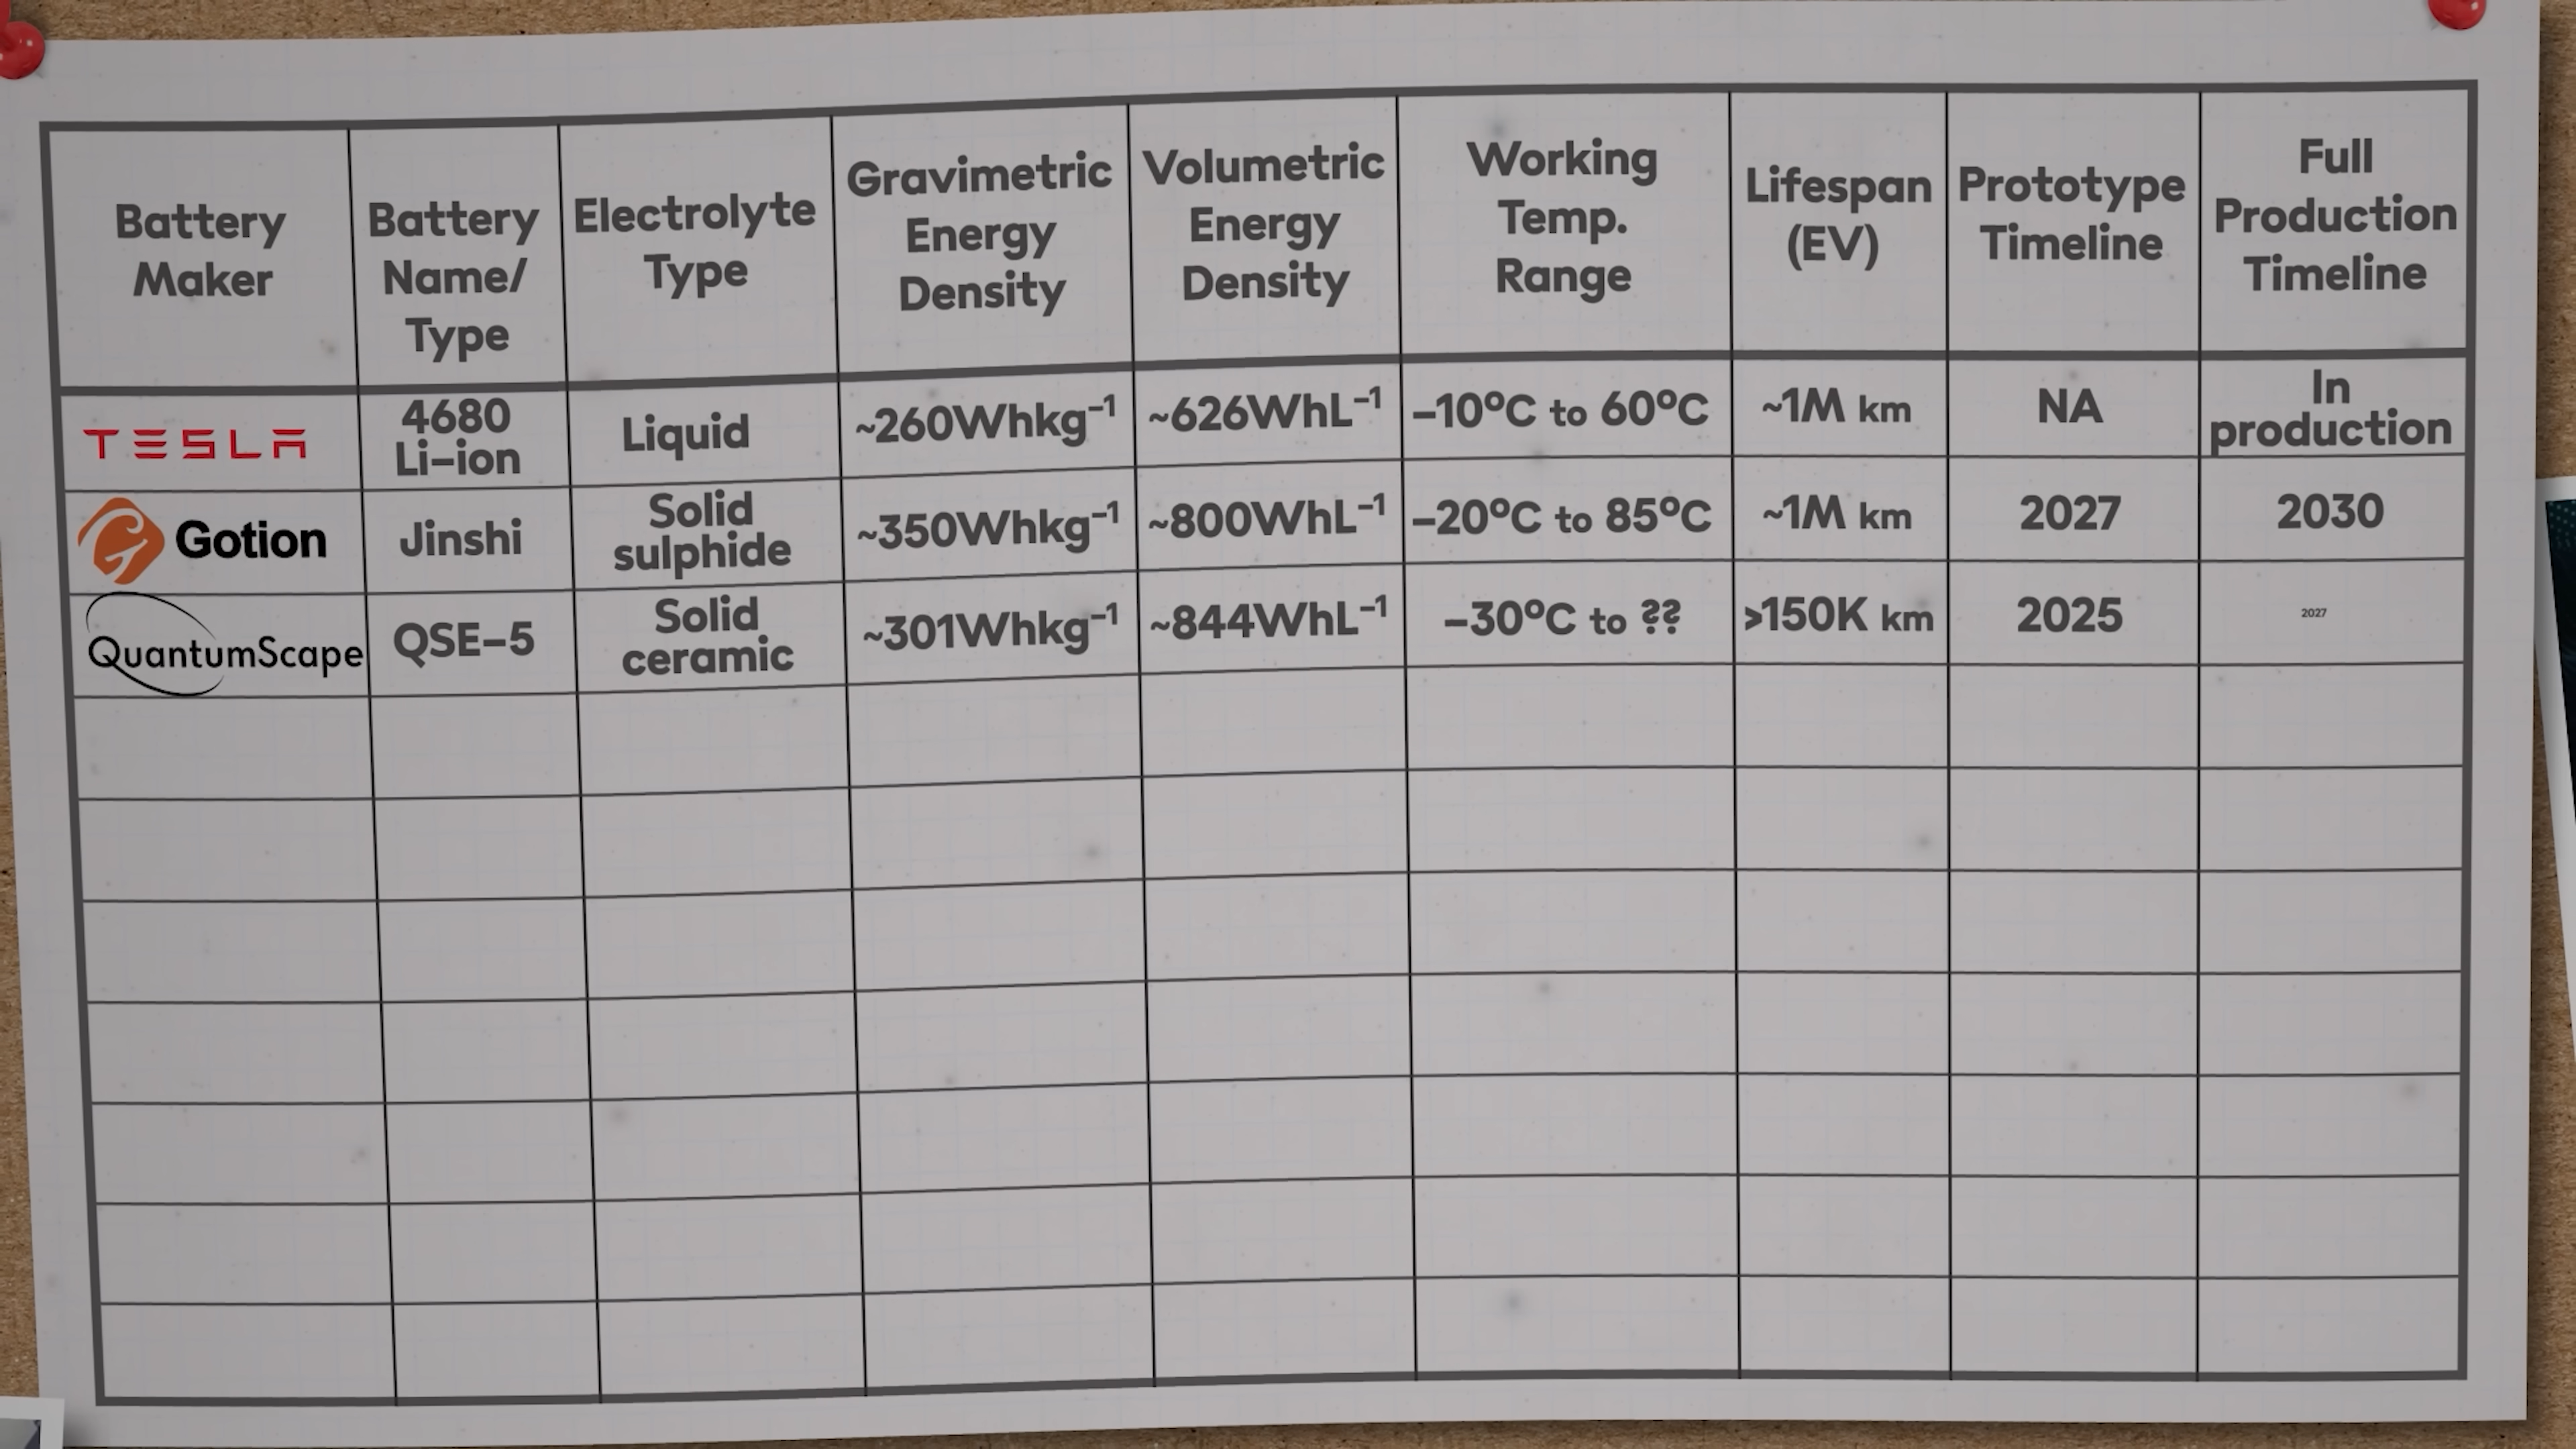 Battery Maker
Battery Name/ Type
Electrolyte Type
Gravimetric Energy Density
Volumetric Energy Density
Working Temp. Range
Lifespan (EV)
Prototype Timeline
Full Production Timeline
TESLA
4680 Li–ion
Liquid
~260Whkg⁻¹
~626WhL⁻¹
–10°C to 60°C
~1M km
NA
In production
Gotion
Jinshi
Solid sulphide
~350Whkg⁻¹
~800WhL⁻¹
–20°C to 85°C
~1M km
2027
2030
QuantumScape
QSE–5
Solid ceramic
~301Whkg⁻¹
~844WhL⁻¹
–30°C to ??
>150K km
2025
2027